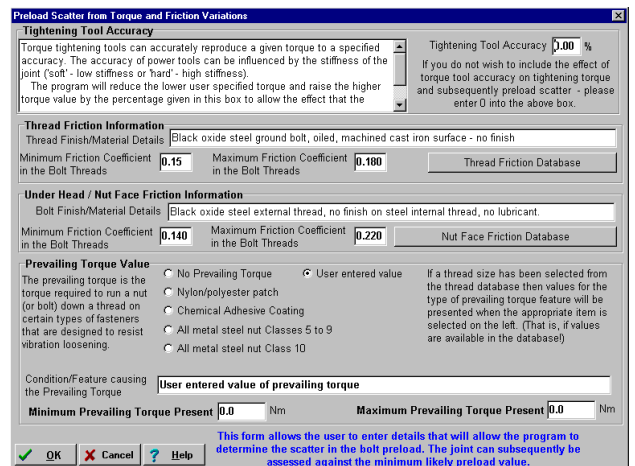 Preload Scatter from Torque and Friction Variations
Tightening Tool Accuracy
Torque tightening tools can accurately reproduce a given torque to a specified
accuracy. The accuracy of power tools can be influenced by the stiffness of the
joint ('soft' - low stiffness or 'hard' - high stiffness).
The program will reduce the lower user specified torque and raise the higher
torque value by the percentage given in this box to allow the effect that the
Tightening Tool Accuracy 0.00 %
If you do not wish to include the effect of
torque tool accuracy on tightening torque
and subsequently preload scatter - please
enter 0 into the above box.
Thread Friction Information
Thread Finish/Material Details Black oxide steel ground bolt, oiled, machined cast iron surface - no finish
Minimum Friction Coefficient
in the Bolt Threads
0.15
Maximum Friction Coefficient
in the Bolt Threads
0.180
Thread Friction Database
Under Head / Nut Face Friction Information
Bolt Finish/Material Details Black oxide steel external thread, no finish on steel internal thread, no lubricant.
Minimum Friction Coefficient
in the Bolt Threads
0.140
Maximum Friction Coefficient
in the Bolt Threads
0.220
Nut Face Friction Database
Prevailing Torque Value
The prevailing torque is the
torque required to run a nut
(or bolt) down a thread on
certain types of fasteners
that are designed to resist
vibration loosening.
No Prevailing Torque
User entered value
Nylon/polyester patch
Chemical Adhesive Coating
All metal steel nut Classes 5 to 9
All metal steel nut Class 10
If a thread size has been selected from
the thread database then values for the
type of prevailing torque feature will be
presented when the appropriate item is
selected on the left. (That is, if values
are available in the database!)
Condition/Feature causing
the Prevailing Torque
User entered value of prevailing torque
Minimum Prevailing Torque Present 0.0 Nm
Maximum Prevailing Torque Present 0.0 Nm
OK
Cancel
Help
This form allows the user to enter details that will allow the program to
determine the scatter in the bolt preload. The joint can subsequently be
assessed against the minimum likely preload value.